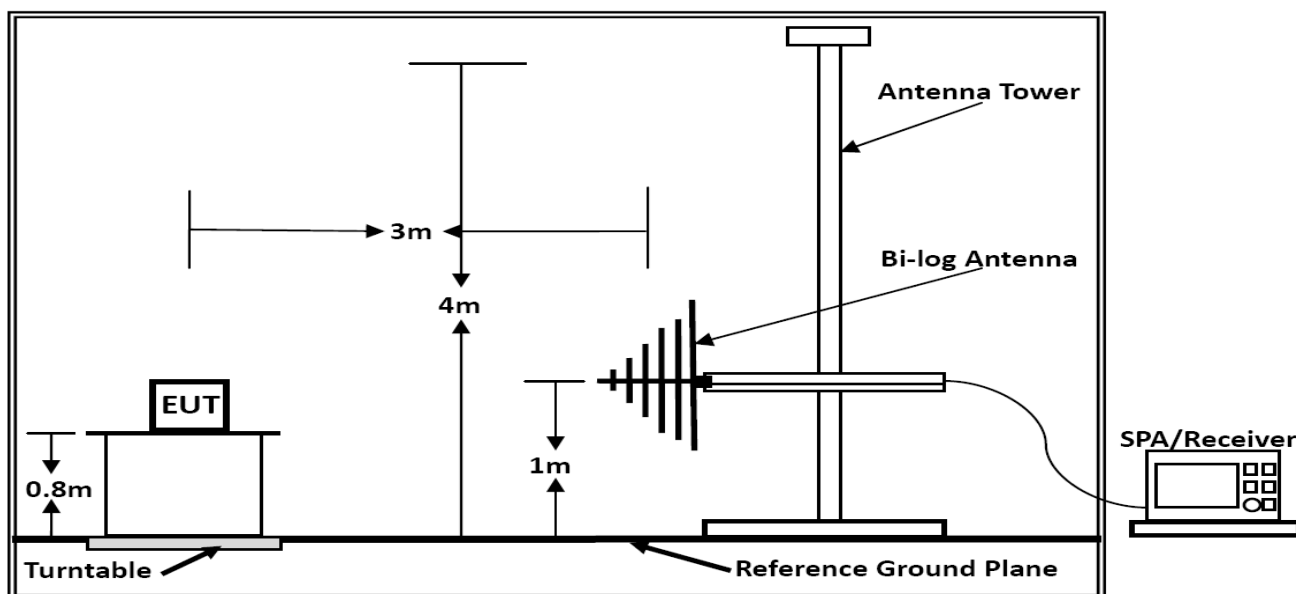 Antenna Tower
3m
Bi-log Antenna
4m
EUT
SPA/Receiver
1m
0.8m
Turntable
Reference Ground Plane